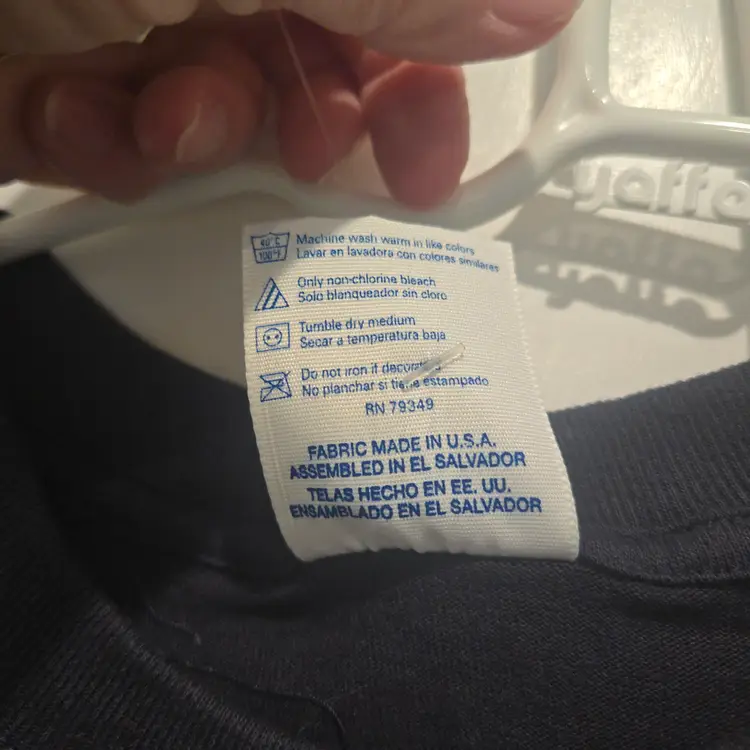 40°C
100°F
Machine wash warm in like colors
Lavar en lavadora con colores similares
Only non-chlorine bleach
Solo blanqueador sin cloro
Tumble dry medium
Secar a temperatura baja
Do not iron if
No planchar si tiene estampado
RN 79349
FABRIC MADE IN U.S.A.
ASSEMBLED IN EL SALVADOR
TELAS HECHO EN EE. UU.
ENSAMBLADO EN EL SALVADOR